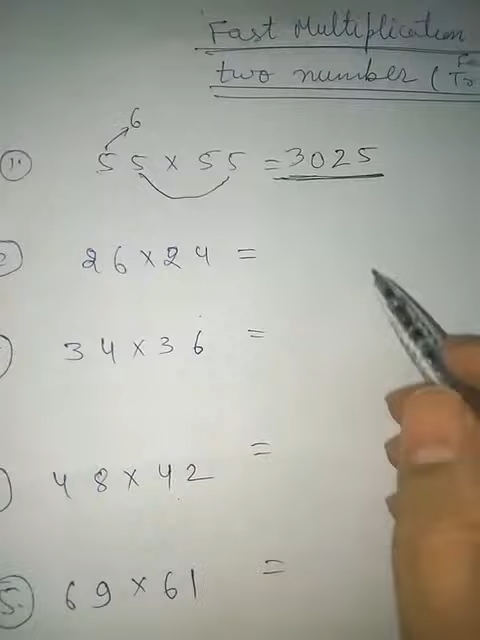 Fast Multiplication
two number (
6
1. 55 × 55 = 3025
2. 26 × 24 =
34 × 36 =
48 × 42 =
5. 69 × 61 =